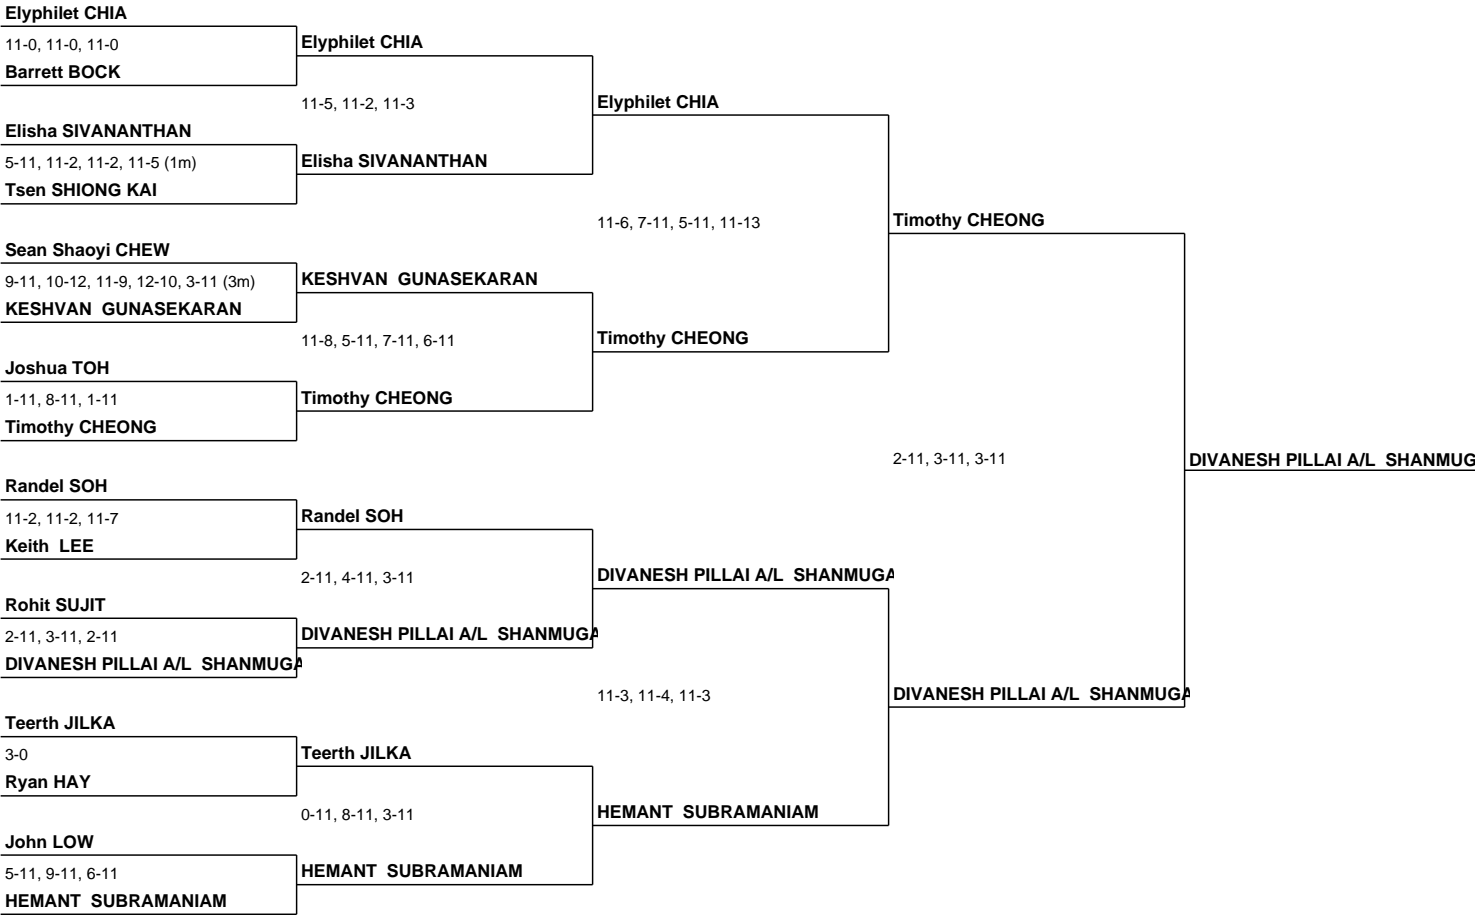 Elyphilet CHIA
11-0, 11-0, 11-0
Barrett BOCK
Elisha SIVANANTHAN
5-11, 11-2, 11-2, 11-5 (1m)
Tsen SHIONG KAI
Sean Shaoyi CHEW
9-11, 10-12, 11-9, 12-10, 3-11 (3m)
KESHVAN GUNASEKARAN
Joshua TOH
1-11, 8-11, 1-11
Timothy CHEONG
Randel SOH
11-2, 11-2, 11-7
Keith LEE
Rohit SUJIT
2-11, 3-11, 2-11
DIVANESH PILLAI A/L SHANMUGA
Teerth JILKA
3-0
Ryan HAY
John LOW
5-11, 9-11, 6-11
HEMANT SUBRAMANIAM
Elyphilet CHIA
11-5, 11-2, 11-3
Elisha SIVANANTHAN
KESHVAN GUNASEKARAN
11-8, 5-11, 7-11, 6-11
Timothy CHEONG
Randel SOH
2-11, 4-11, 3-11
DIVANESH PILLAI A/L SHANMUGA
Teerth JILKA
0-11, 8-11, 3-11
HEMANT SUBRAMANIAM
Elyphilet CHIA
11-6, 7-11, 5-11, 11-13
Timothy CHEONG
DIVANESH PILLAI A/L SHANMUGA
11-3, 11-4, 11-3
HEMANT SUBRAMANIAM
Timothy CHEONG
2-11, 3-11, 3-11
DIVANESH PILLAI A/L SHANMUGA
DIVANESH PILLAI A/L SHANMUG